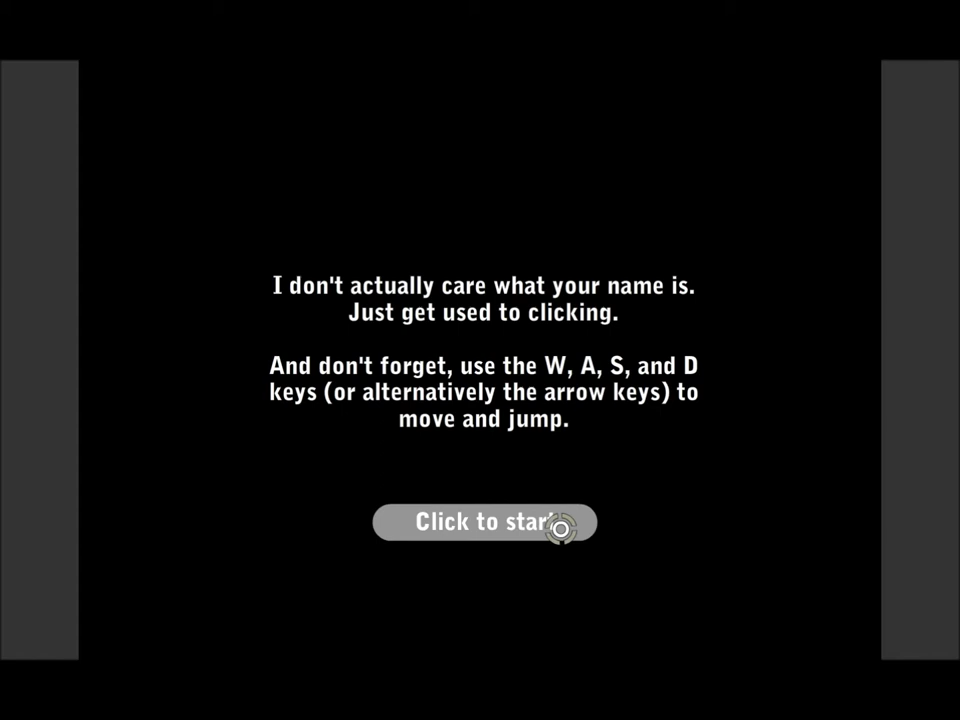 I don't actually care what your name is.
Just get used to clicking.
And don't forget, use the W, A, S, and D
keys (or alternatively the arrow keys) to
move and jump.
Click to start